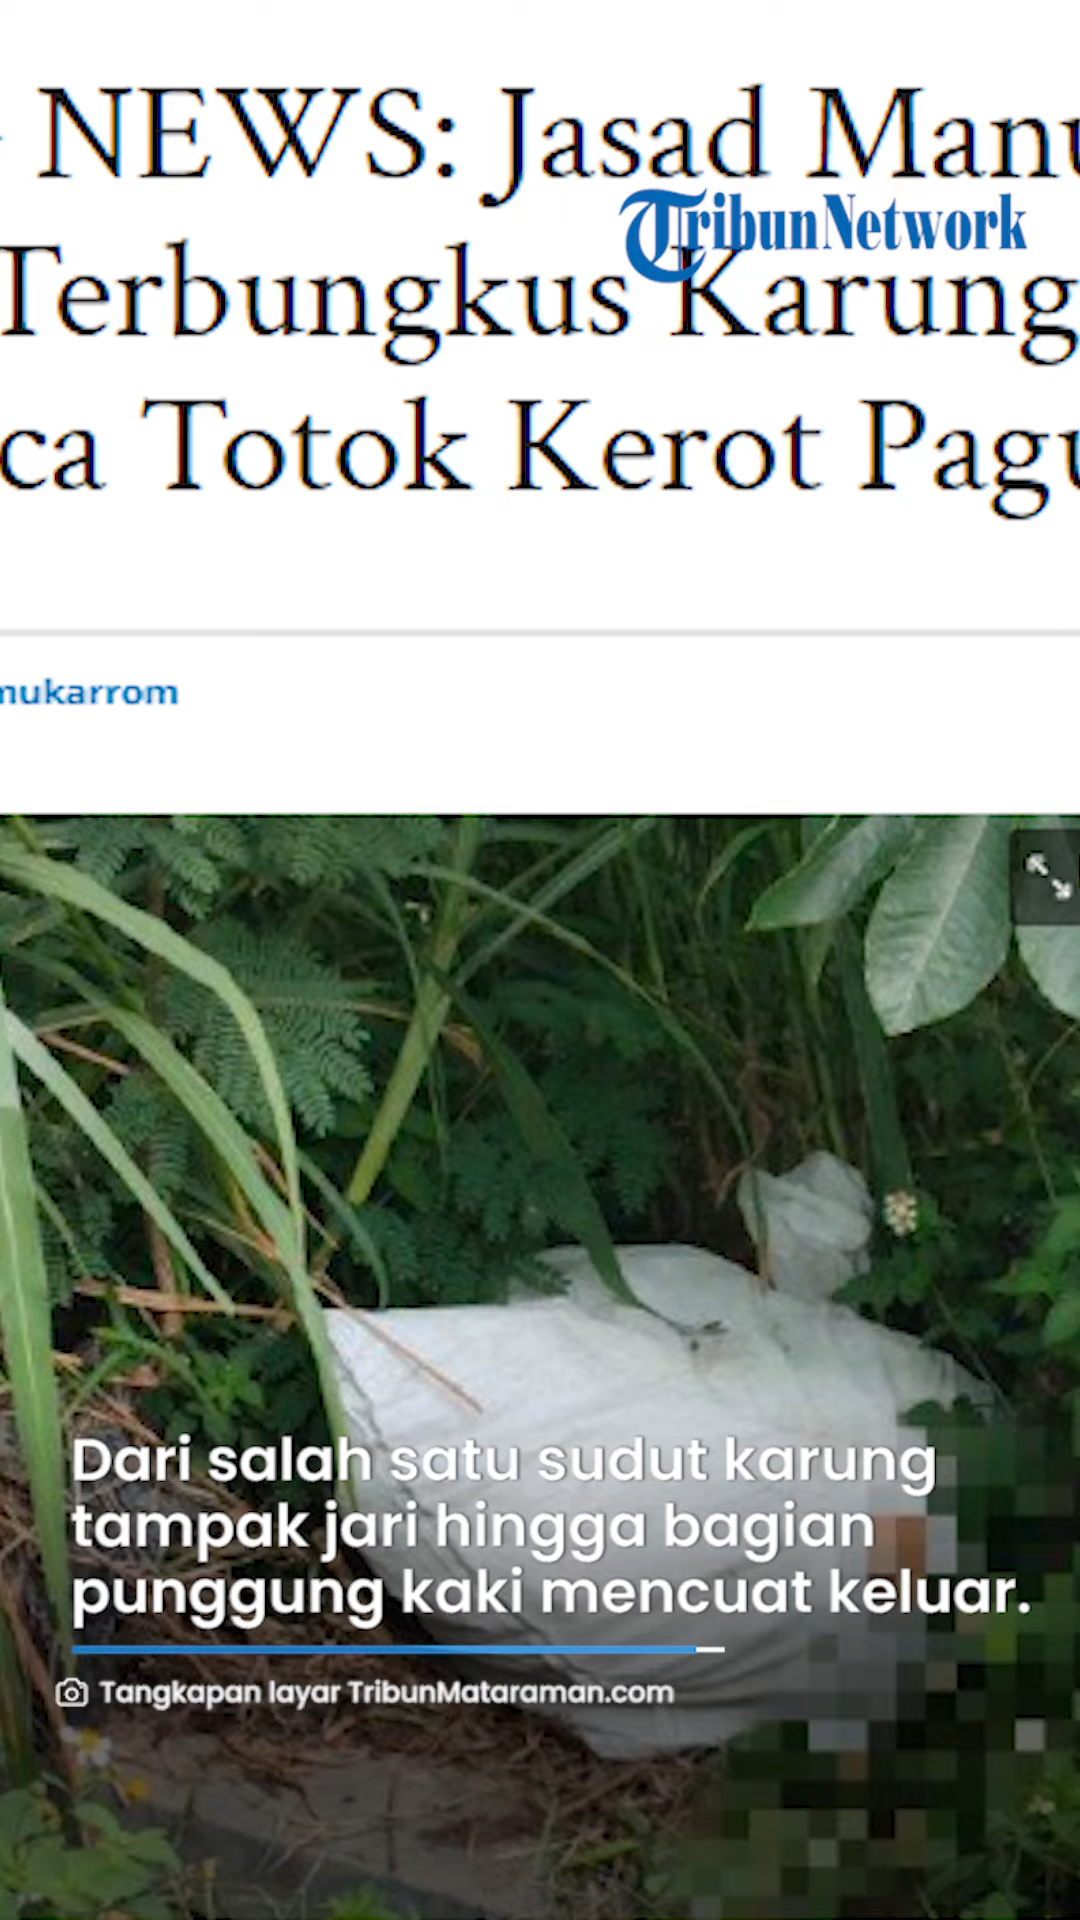 NEWS: Jasad Manu
TribunNetwork
Terbungkus Karung
ca Totok Kerot Pagu
mukarrom
Dari salah satu sudut karung
tampak jari hingga bagian
punggung kaki mencuat keluar.
Tangkapan layar TribunMataraman.com